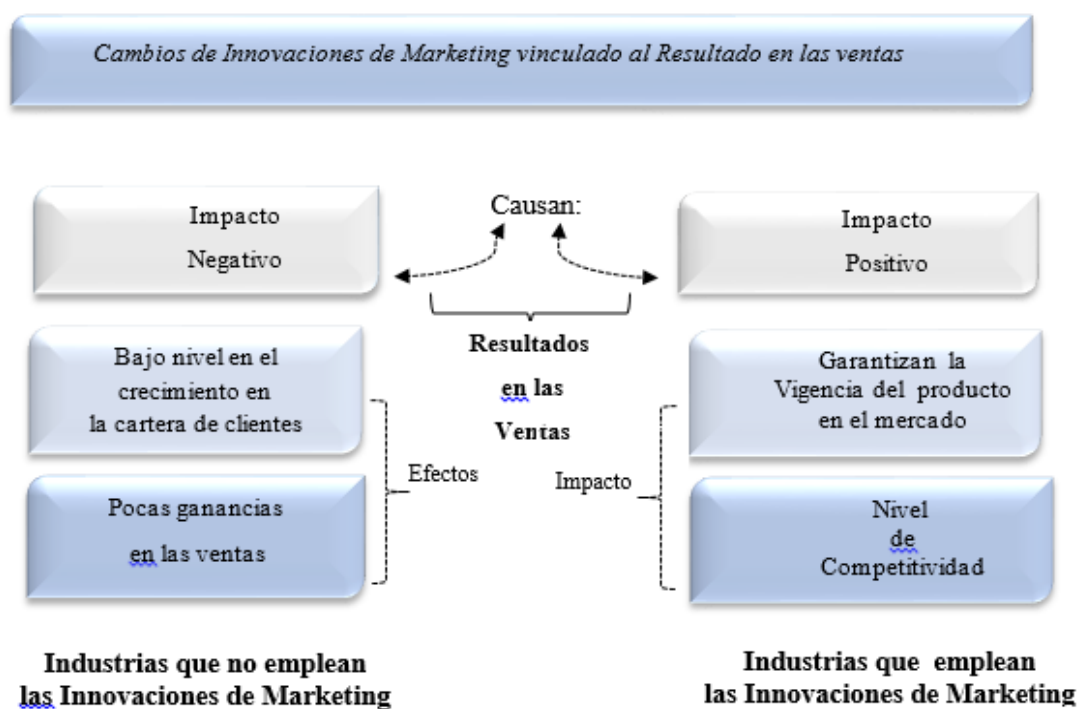 Cambios de Innovaciones de Marketing vinculado al Resultado en las ventas
Impacto
Negativo
Causan:
Impacto
Positivo
Bajo nivel en el
crecimiento en
la cartera de clientes
Resultados
en las
Ventas
Garantizan la
Vigencia del producto
en el mercado
Efectos
Impacto
Pocas ganancias
en las ventas
Nivel
de
Competitividad
Industrias que no emplean
las Innovaciones de Marketing
Industrias que emplean
las Innovaciones de Marketing